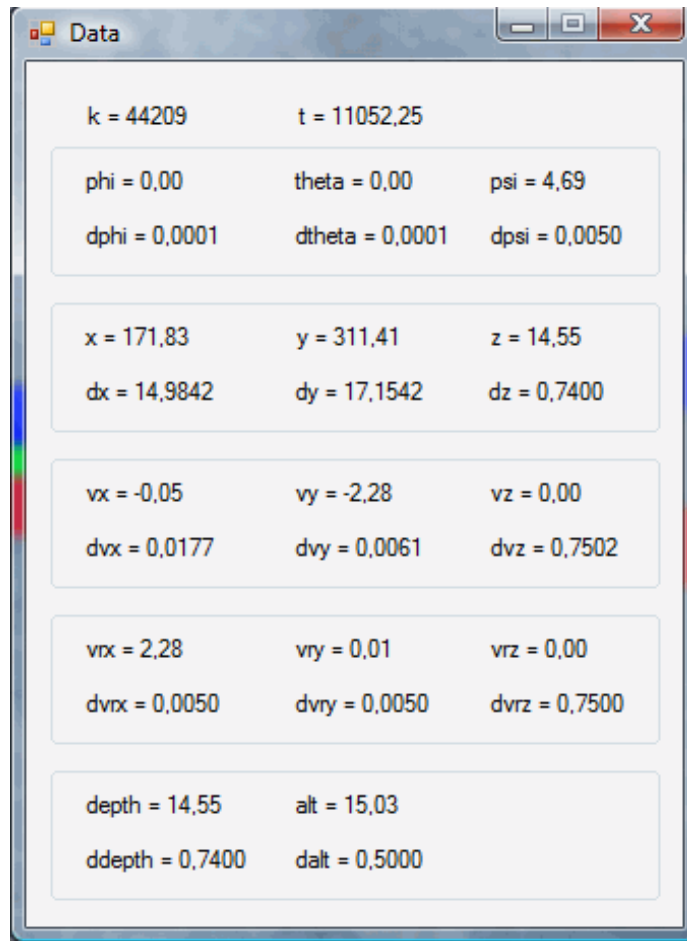 Data
k = 44209 t = 11052,25
phi = 0,00 theta = 0,00 psi = 4,69
dphi = 0,0001 dtheta = 0,0001 dpsi = 0,0050
x = 171,83 y = 311,41 z = 14,55
dx = 14,9842 dy = 17,1542 dz = 0,7400
vx = -0,05 vy = -2,28 vz = 0,00
dvx = 0,0177 dvy = 0,0061 dvz = 0,7502
vrx = 2,28 vry = 0,01 vrz = 0,00
dvrx = 0,0050 dvry = 0,0050 dvrz = 0,7500
depth = 14,55 alt = 15,03
ddepth = 0,7400 dalt = 0,5000